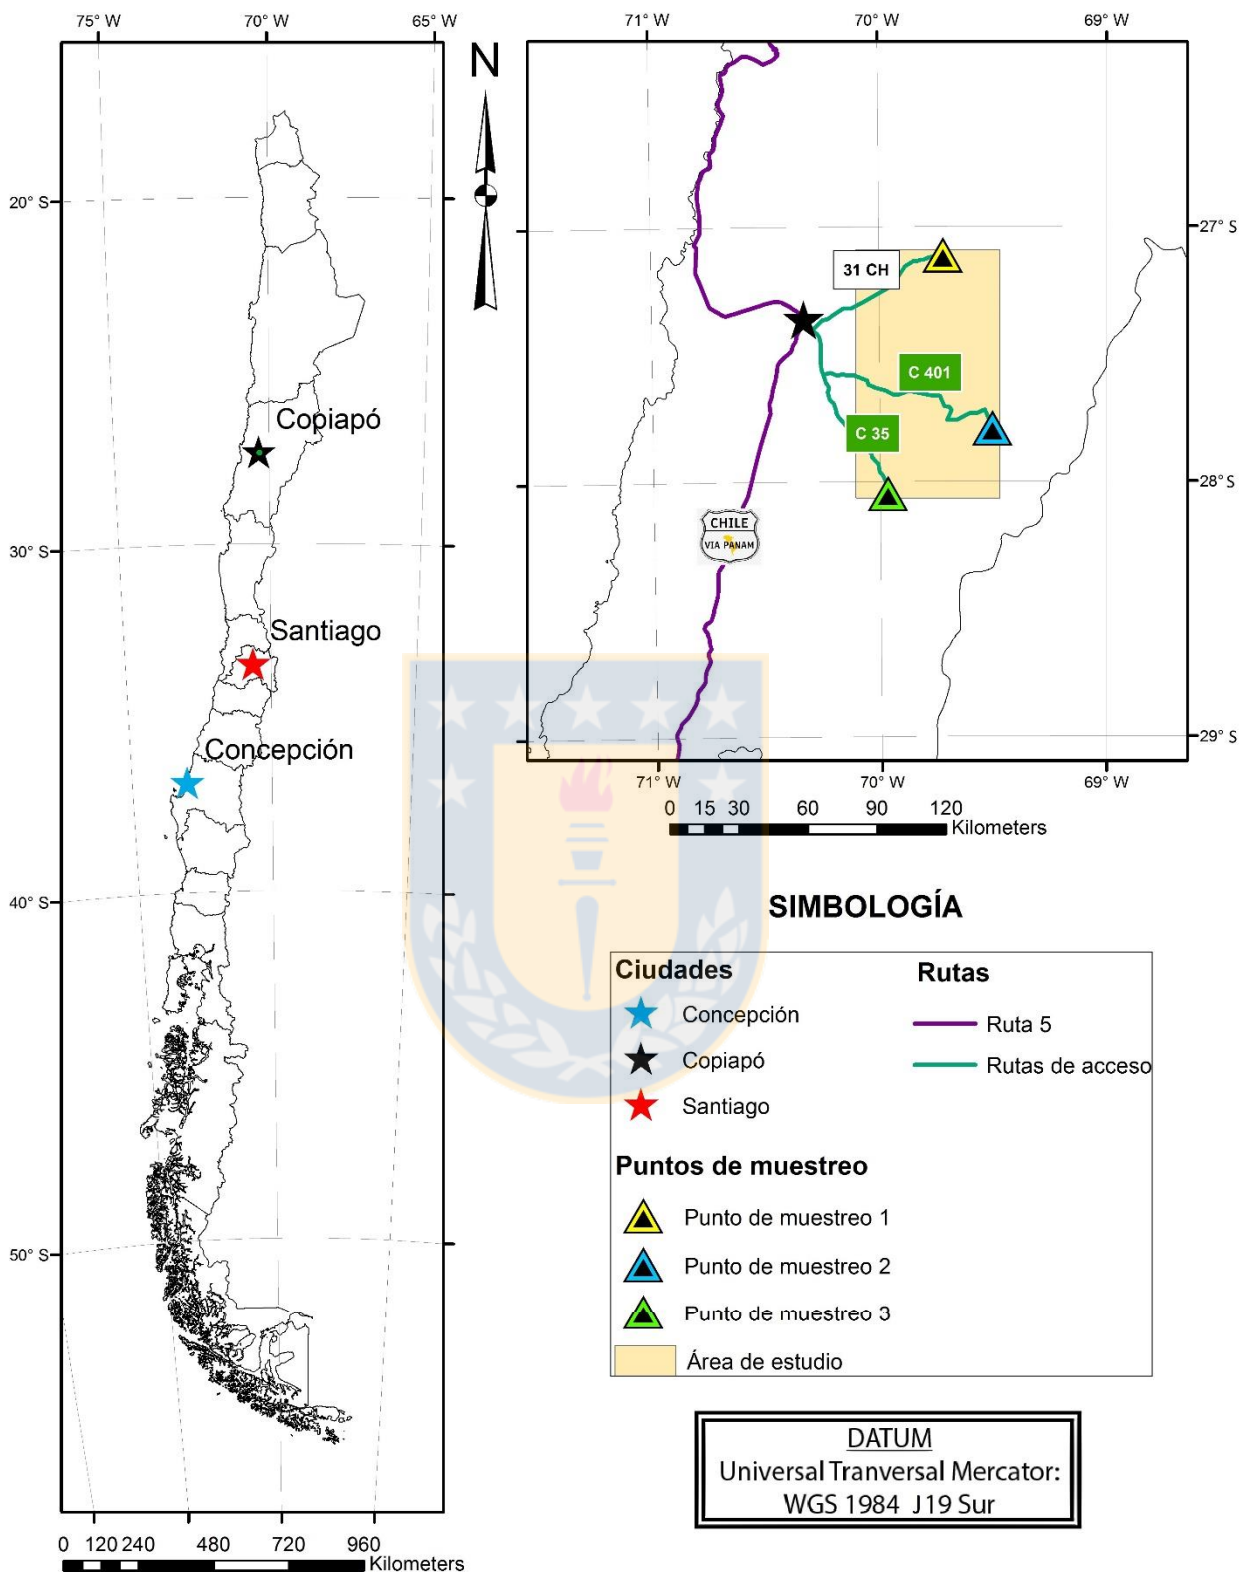 75° W
70° W
65° W
20° S
30° S
40° S
50° S
Copiapó
Santiago
Concepción
0 120 240 480 720 960
Kilometers
N
71° W
70° W
69° W
27° S
28° S
29° S
31 CH
C 401
C 35
CHILE
VIA PANAM
71° W
70° W
69° W
0 15 30 60 90 120
Kilometers
SIMBOLOGÍA
Ciudades
Concepción
Copiapó
Santiago
Rutas
Ruta 5
Rutas de acceso
Puntos de muestreo
Punto de muestreo 1
Punto de muestreo 2
Punto de muestreo 3
Área de estudio
DATUM
Universal Tranversal Mercator:
WGS 1984 J19 Sur